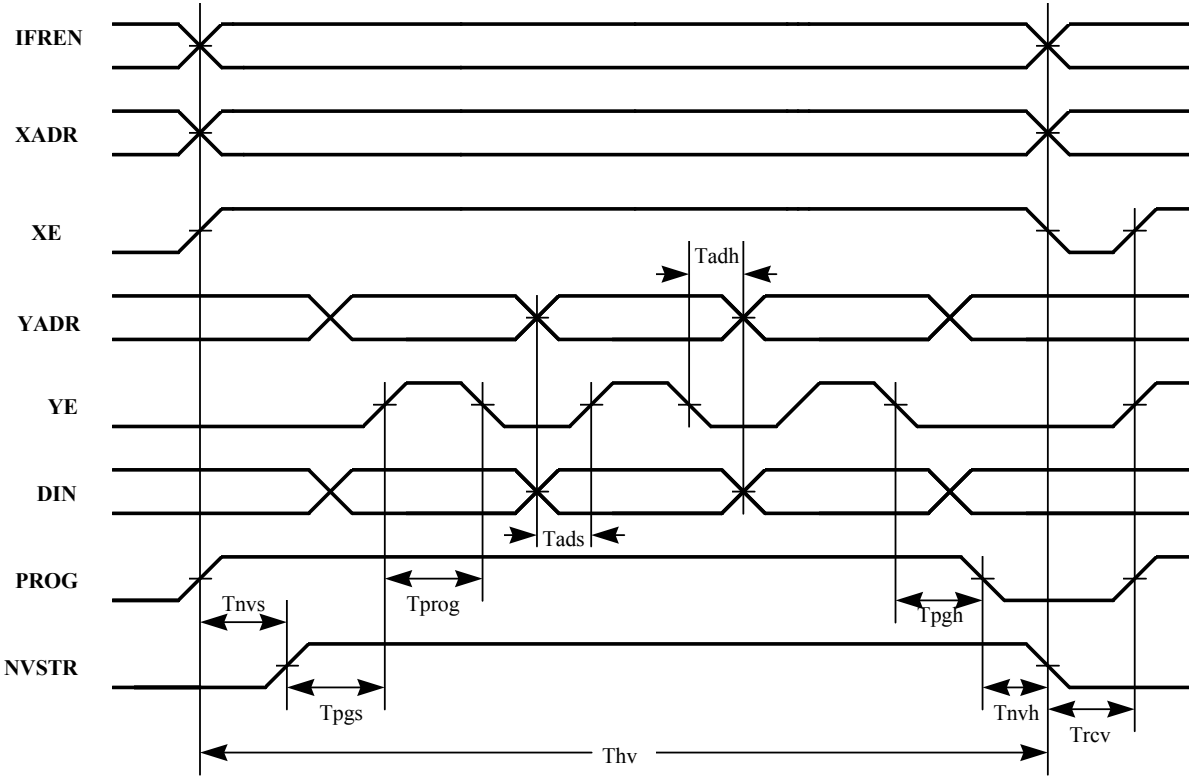 IFREN
XADR
XE
Tadh
YADR
YE
DIN
Tads
PROG
Tnvs
Tprog
Tpgh
NVSTR
Tpgs
Tnvh
Trcv
Thv